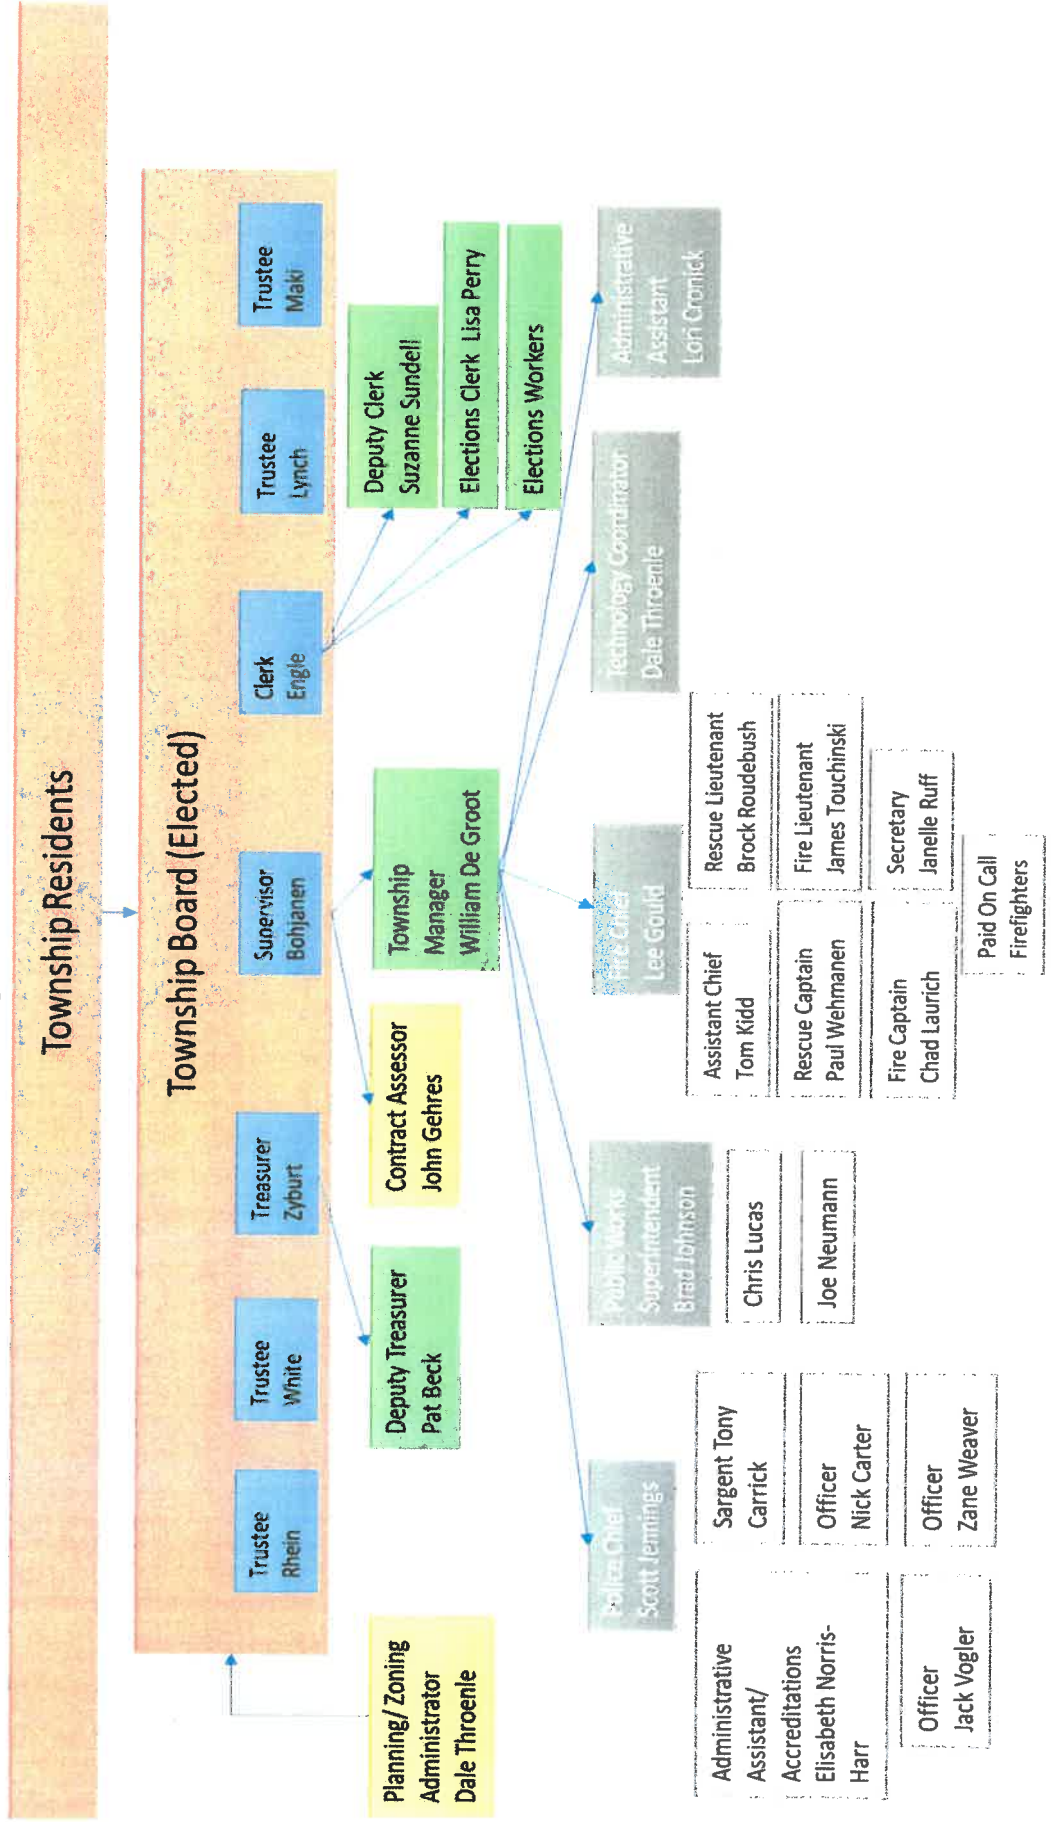 Township Residents
Township Board (Elected)
Trustee
Rhein
Trustee
White
Treasurer
Zyburt
Supervisor
Bohjanen
Clerk
Engle
Trustee
Lynch
Trustee
Maki
Planning/ Zoning
Administrator
Dale Throenle
Deputy Treasurer
Pat Beck
Contract Assessor
John Gehres
Township
Manager
William De Groot
Deputy Clerk
Suzanne Sundell
Elections Clerk Lisa Perry
Elections Workers
Police Chief
Scott Jennings
Public Works
Superintendent
Brad Johnson
Fire Chief
Lee Gould
Technology Coordinator
Dale Throenle
Administrative
Assistant
Lori Cronick
Administrative
Assistant/
Accreditations
Elisabeth Norris-
Harr
Sargent Tony
Carrick
Officer
Nick Carter
Officer
Jack Vogler
Officer
Zane Weaver
Chris Lucas
Joe Neumann
Assistant Chief
Tom Kidd
Rescue Lieutenant
Brock Roudebush
Rescue Captain
Paul Wehmanen
Fire Lieutenant
James Touchinski
Fire Captain
Chad Laurich
Secretary
Janelle Ruff
Paid On Call
Firefighters